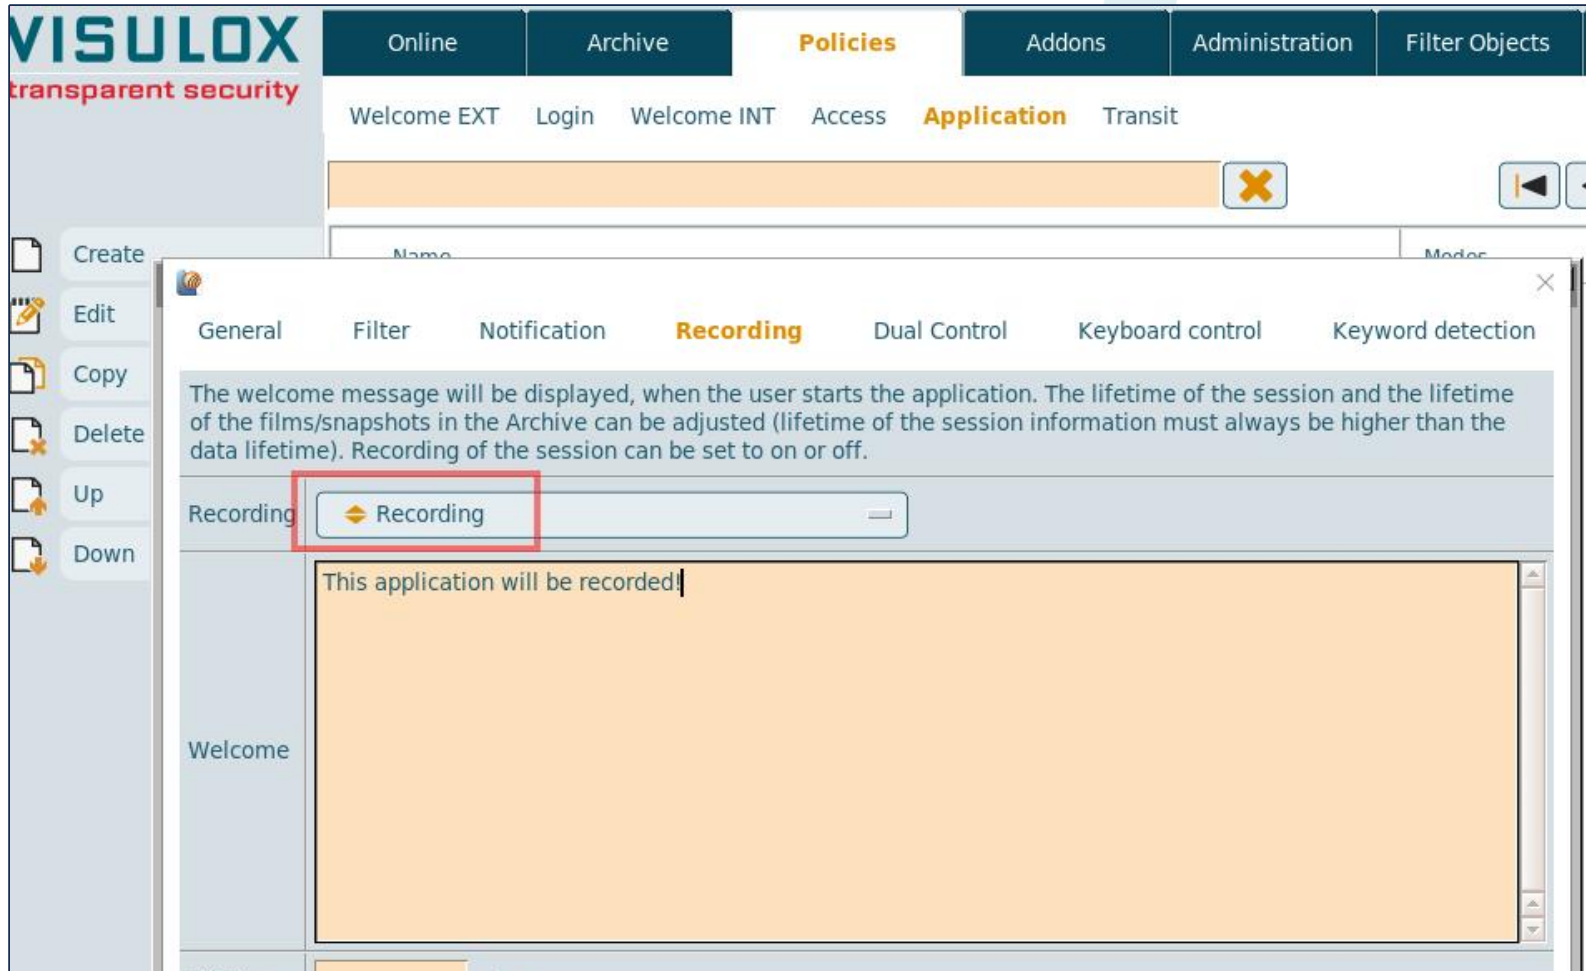 VISULOX
transparent security
Online Archive Policies Addons Administration Filter Objects
Welcome EXT Login Welcome INT Access Application Transit
Create
Name Modes
Edit
Copy
Delete
Up
Down
General Filter Notification Recording Dual Control Keyboard control Keyword detection
The welcome message will be displayed, when the user starts the application. The lifetime of the session and the lifetime
of the films/snapshots in the Archive can be adjusted (lifetime of the session information must always be higher than the
data lifetime). Recording of the session can be set to on or off.
Recording Recording
This application will be recorded!
Welcome